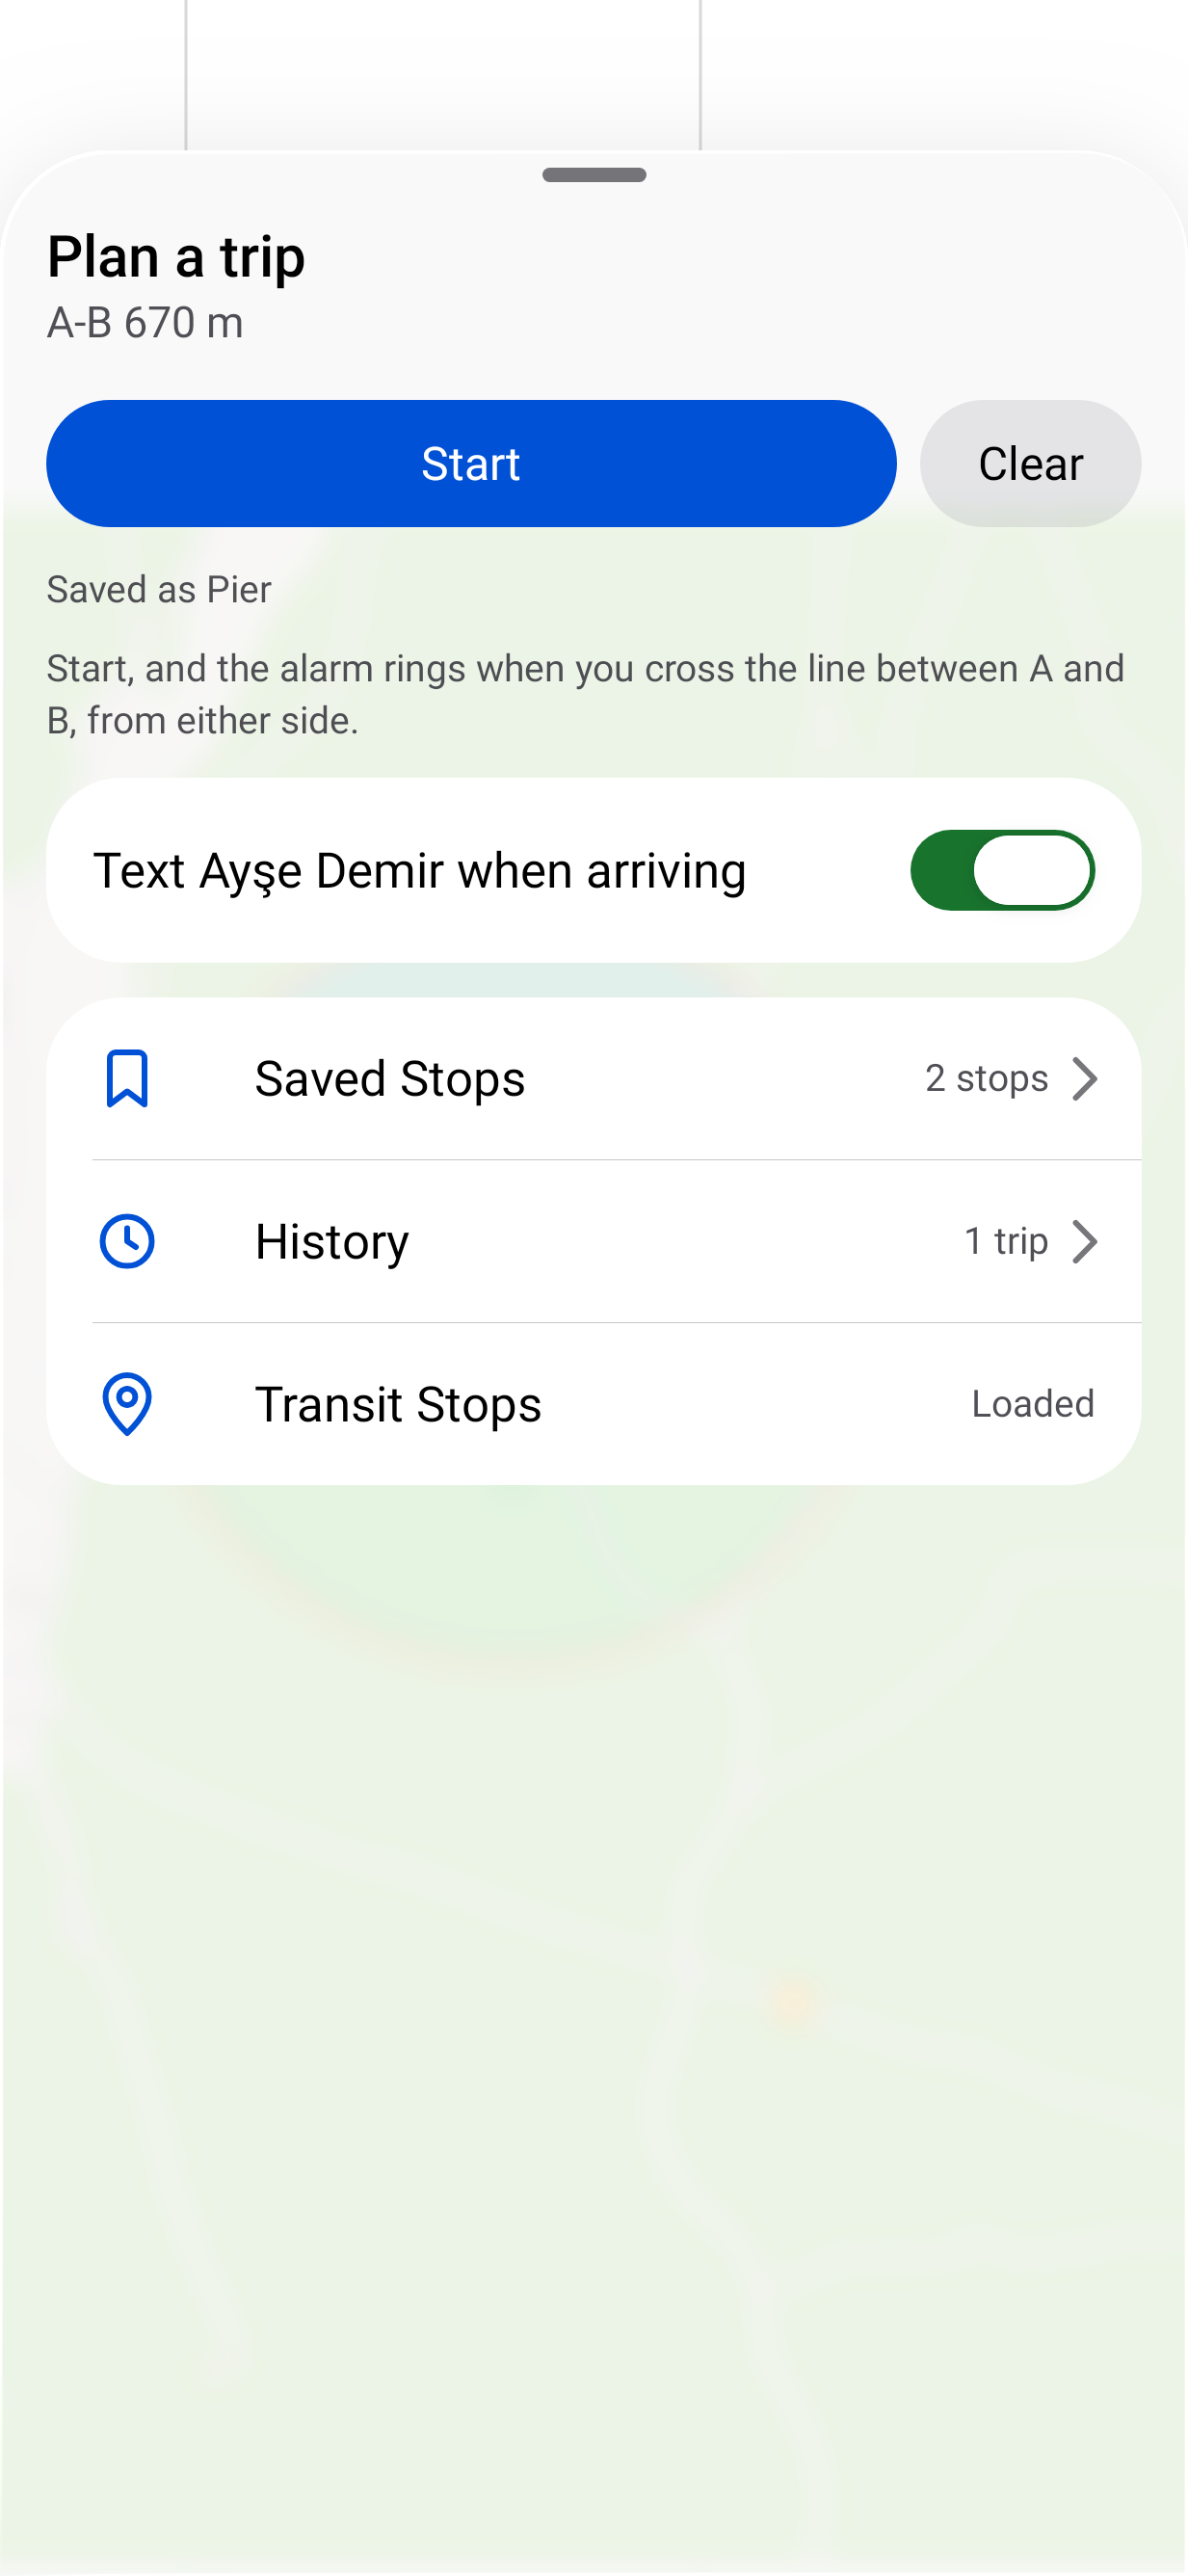 Plan a trip
A-B 670 m
Start
Clear
Saved as Pier
Start, and the alarm rings when you cross the line between A and
B, from either side.
Text Ayşe Demir when arriving
Saved Stops
2 stops
History
1 trip
Transit Stops
Loaded